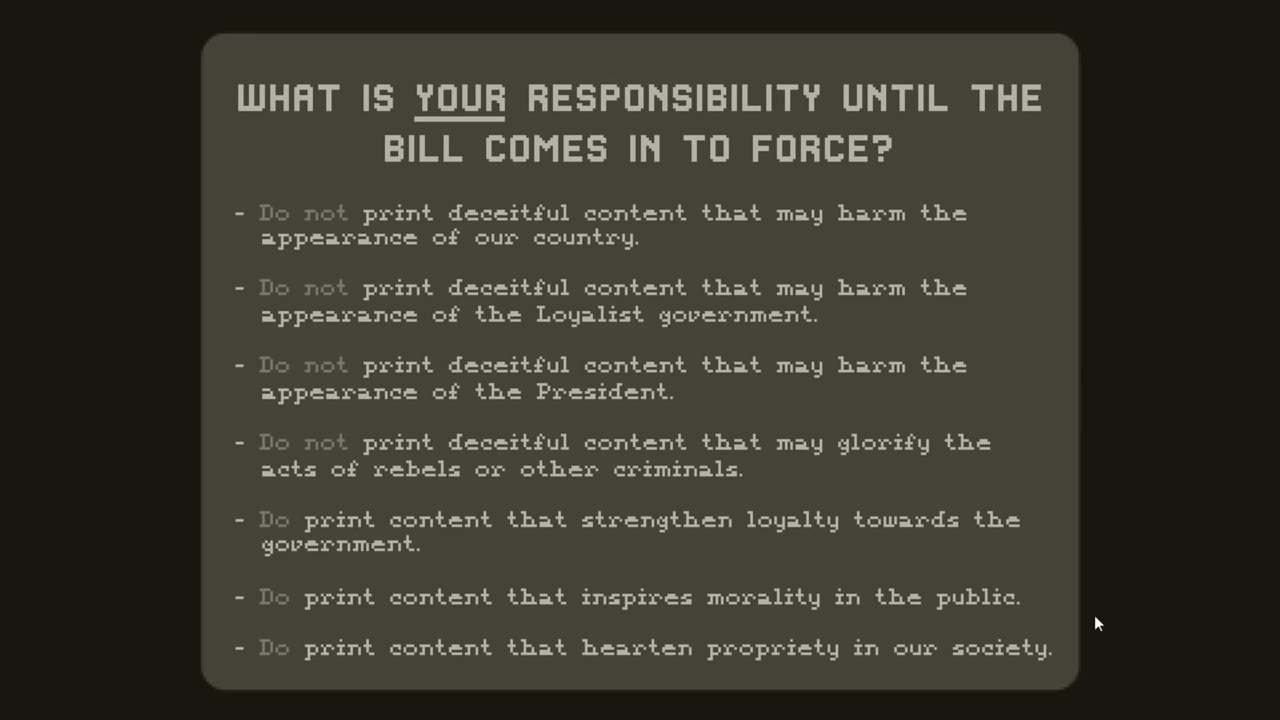 WHAT IS YOUR RESPONSIBILITY UNTIL THE
BILL COMES IN TO FORCE?
- Do not print deceitful content that may harm the
appearance of our country.
- Do not print deceitful content that may harm the
appearance of the Loyalist government.
- Do not print deceitful content that may harm the
appearance of the President.
- Do not print deceitful content that may glorify the
acts of rebels or other criminals.
- Do print content that strengthen loyalty towards the
government.
- Do print content that inspires morality in the public.
- Do print content that hearten propriety in our society.